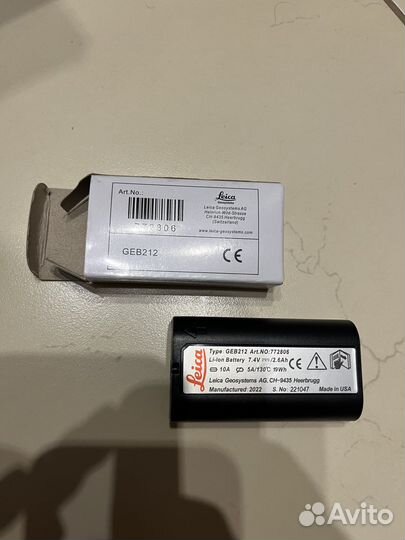 Art.No.:
772806
GEB212
Leica
Geosystems
Leica Geosystems AG
Heinrich-Wild-Strasse
CH-9435 Heerbrugg
(Switzerland)
www.leica-geosystems.com
CE
Leica
Type: GEB212 Art.NO:772806
Li-Ion Battery 7.4V /2.6Ah
10A 5A/130°C 19Wh
CE
Leica Geosystems AG, CH-9435 Heerbrugg
Manufactured 2022 S. No 221047 Made in USA
Avito